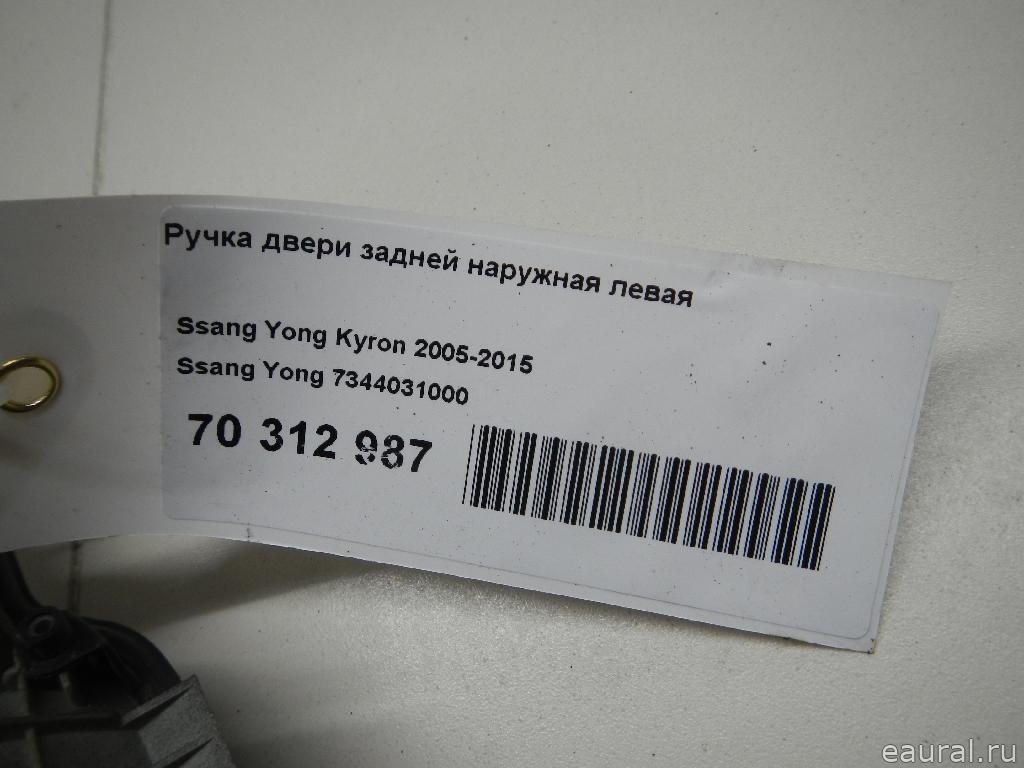 Ручка двери задней наружная левая
Ssang Yong Kyron 2005-2015
Ssang Yong 7344031000
70 312 987
eaural.ru